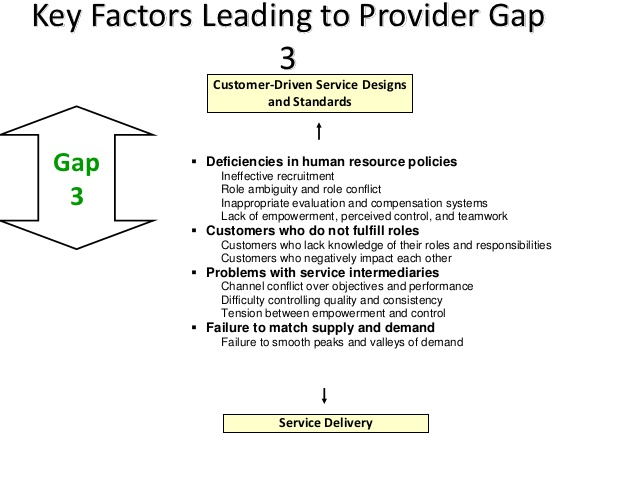 Key Factors Leading to Provider Gap
3
Customer-Driven Service Designs
and Standards
Gap
3
▪ Deficiencies in human resource policies
Ineffective recruitment
Role ambiguity and role conflict
Inappropriate evaluation and compensation systems
Lack of empowerment, perceived control, and teamwork
▪ Customers who do not fulfill roles
Customers who lack knowledge of their roles and responsibilities
Customers who negatively impact each other
▪ Problems with service intermediaries
Channel conflict over objectives and performance
Difficulty controlling quality and consistency
Tension between empowerment and control
▪ Failure to match supply and demand
Failure to smooth peaks and valleys of demand
Service Delivery